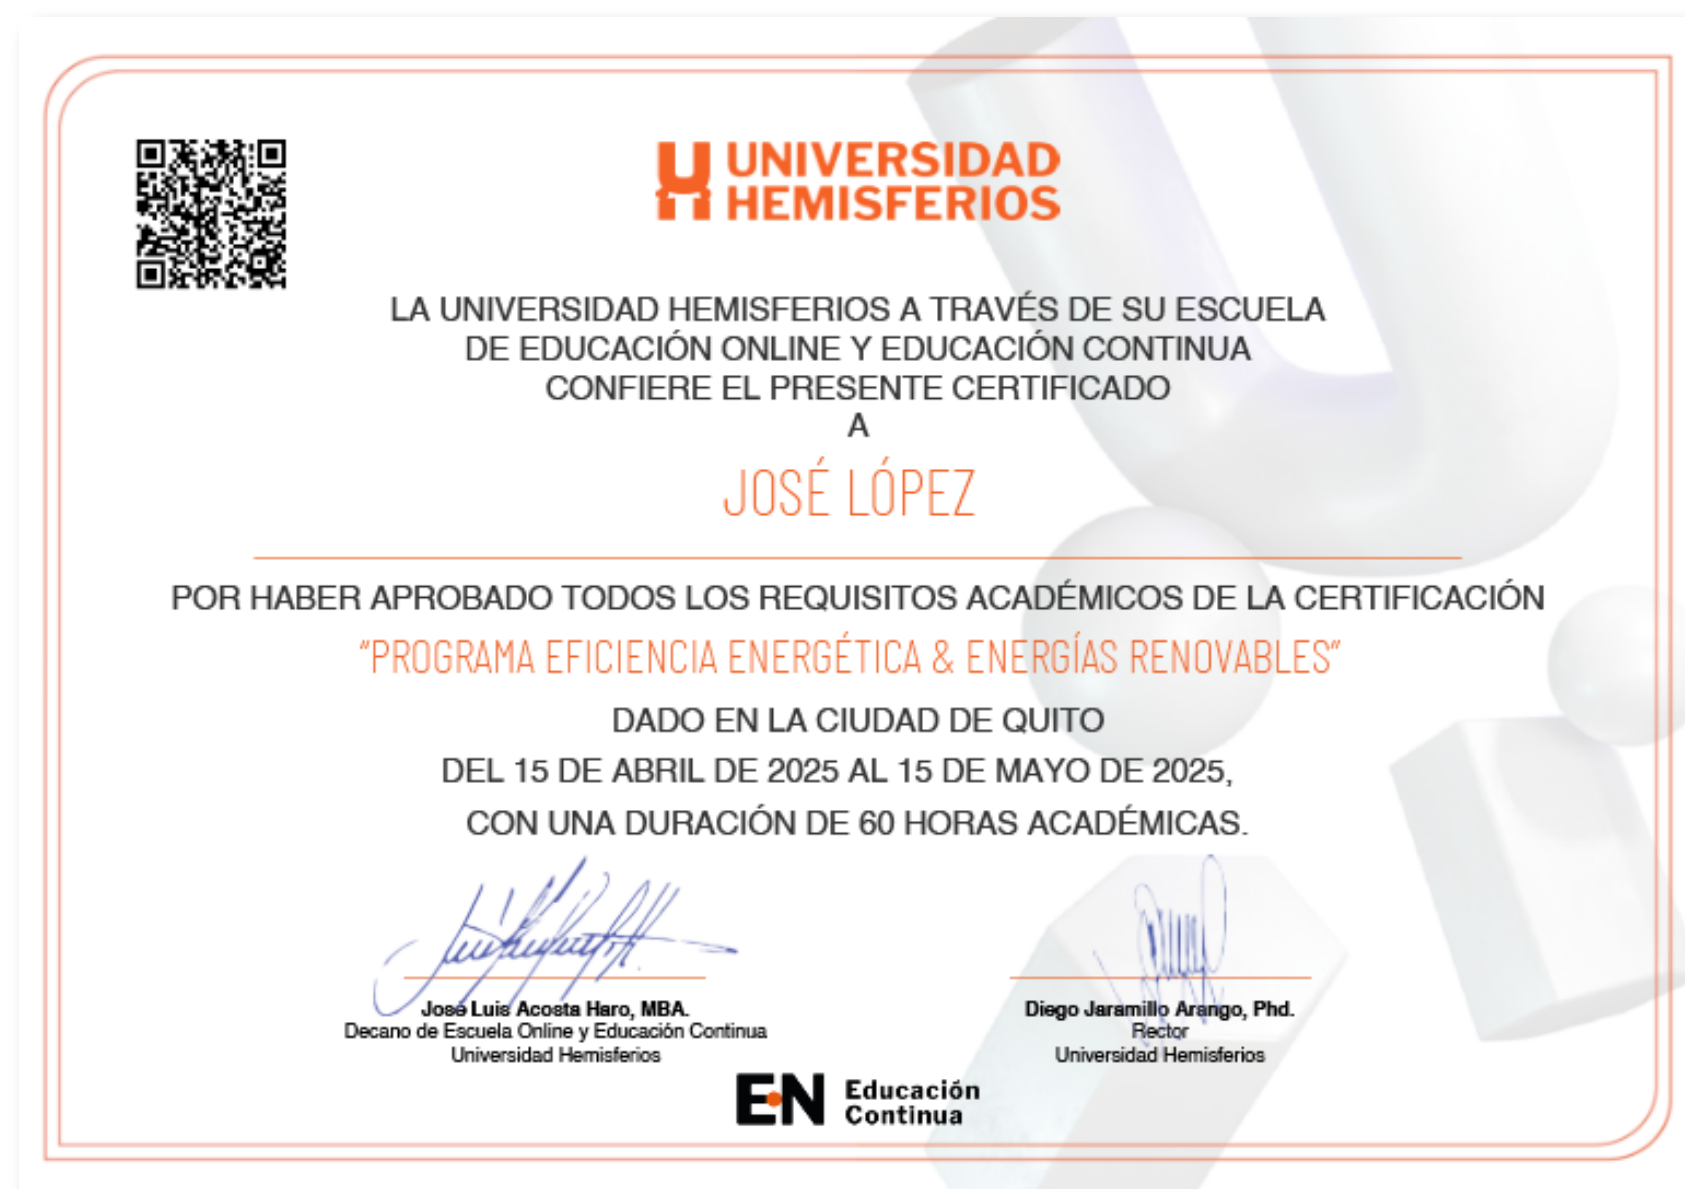 UNIVERSIDAD
HEMISFERIOS
LA UNIVERSIDAD HEMISFERIOS A TRAVÉS DE SU ESCUELA
DE EDUCACIÓN ONLINE Y EDUCACIÓN CONTINUA
CONFIERE EL PRESENTE CERTIFICADO
A
JOSÉ LÓPEZ
POR HABER APROBADO TODOS LOS REQUISITOS ACADÉMICOS DE LA CERTIFICACIÓN
“PROGRAMA EFICIENCIA ENERGÉTICA & ENERGÍAS RENOVABLES”
DADO EN LA CIUDAD DE QUITO
DEL 15 DE ABRIL DE 2025 AL 15 DE MAYO DE 2025,
CON UNA DURACIÓN DE 60 HORAS ACADÉMICAS.
José Luis Acosta Haro, MBA.
Decano de Escuela Online y Educación Continua
Universidad Hemisferios
Diego Jaramillo Arango, Phd.
Rector
Universidad Hemisferios
EN
Educación
Continua